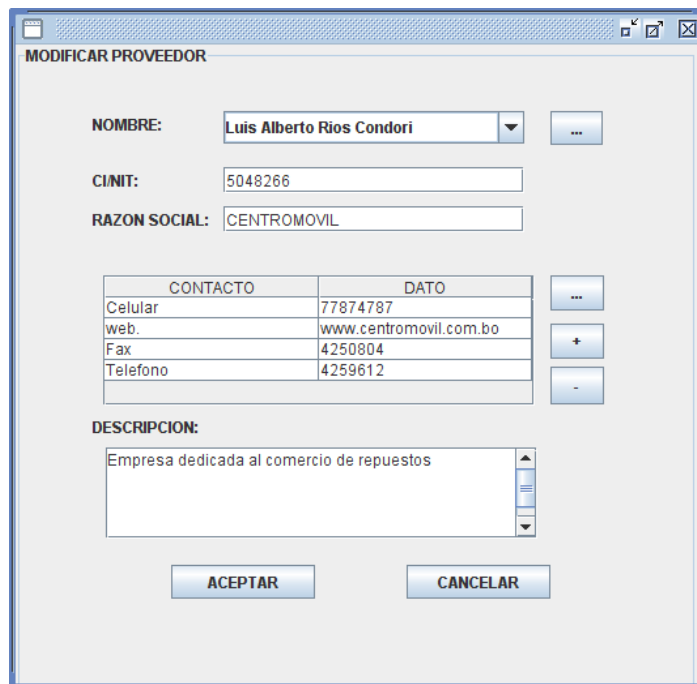 MODIFICAR PROVEEDOR
NOMBRE: Luis Alberto Rios Condori ...
CI/NIT: 5048266
RAZON SOCIAL: CENTROMOVIL
CONTACTO DATO ...
Celular 77874787
web. www.centromovil.com.bo
+
Fax 4250804
Telefono 4259612
-
DESCRIPCION:
Empresa dedicada al comercio de repuestos
ACEPTAR CANCELAR